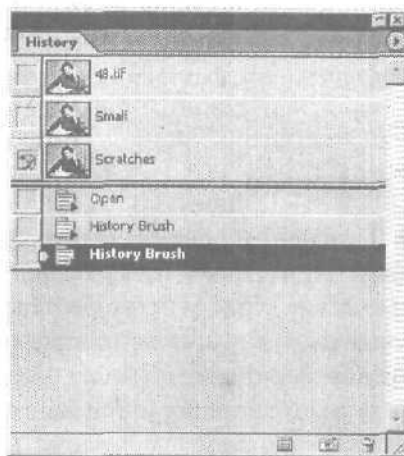 History
48.tif
Small
Scratches
Open
History Brush
History Brush